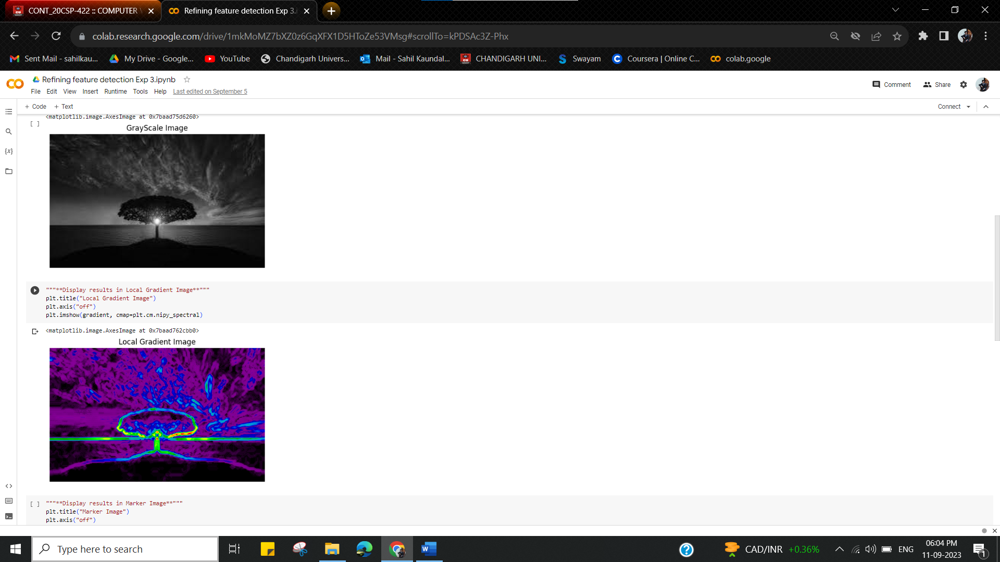 CONT_20CSP-422 :: COMPUTER
Refining feature detection Exp 3.i
colab.research.google.com/drive/1mkMoMZ7bXZ0z6GqXFX1D5HToZe53VMsg#scrollTo=kPDSAc3Z-Phx
Sent Mail - sahilkau...
My Drive - Google...
YouTube
Chandigarh Univers...
Mail - Sahil Kaundal...
CHANDIGARH UNI...
Swayam
Coursera | Online C...
colab.google
Refining feature detection Exp 3.ipynb
Comment
Share
File Edit View Insert Runtime Tools Help Last edited on September 5
+ Code + Text
Connect
<matplotlib.image.AxesImage at 0x7baad75d6260>
[ ]
GrayScale Image
"""**Display results in Local Gradient Image**"""
plt.title("Local Gradient Image")
plt.axis("off")
plt.imshow(gradient, cmap=plt.cm.nipy_spectral)
<matplotlib.image.AxesImage at 0x7baad762cbb0>
Local Gradient Image
[ ] """**Display results in Marker Image**"""
plt.title("Marker Image")
plt.axis("off")
Type here to search
CAD/INR +0.36%
ENG
06:04 PM
11-09-2023
1